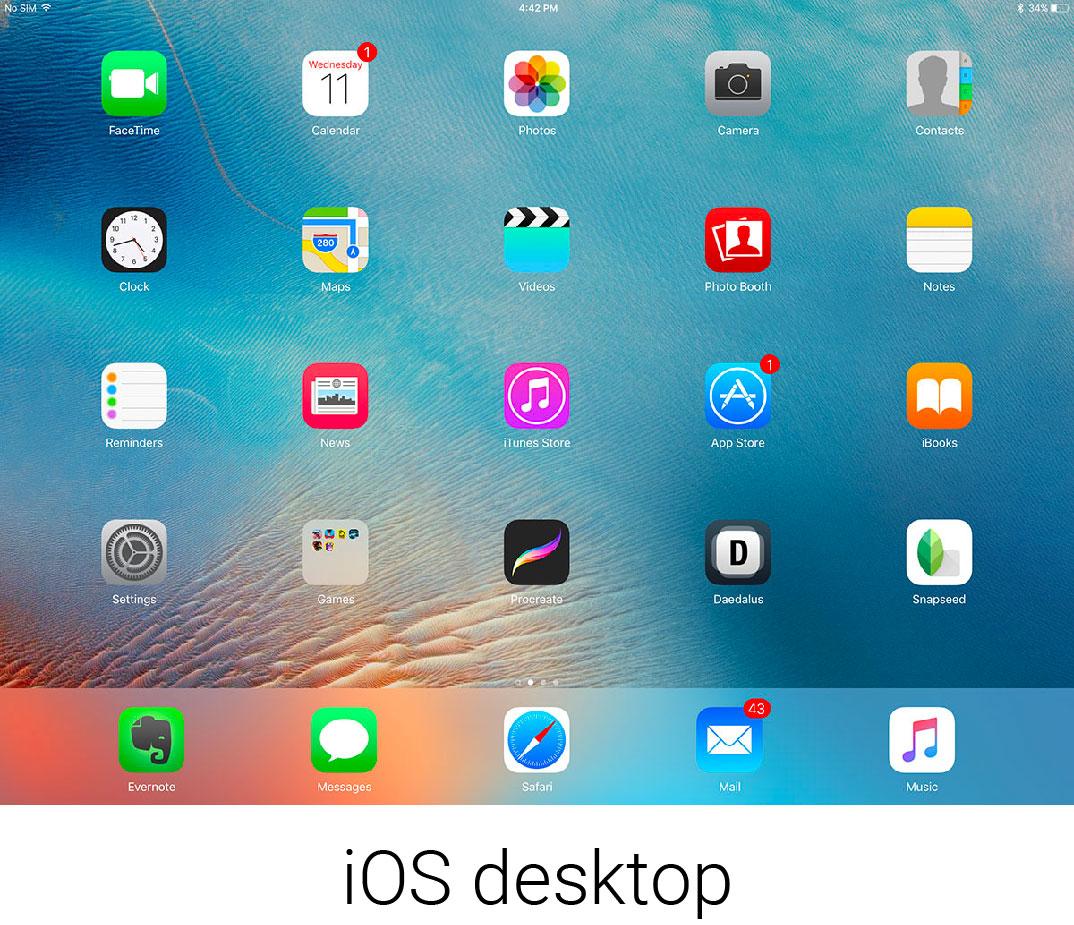 No SIM 4:42 PM 34%
1
Wednesday
11
FaceTime Calendar Photos Camera Contacts
280
Clock Maps Videos Photo Booth Notes
1
Reminders News iTunes Store App Store iBooks
D
Settings Games Procreate Daedalus Snapseed
43
Evernote Messages Safari Mail Music
iOS desktop